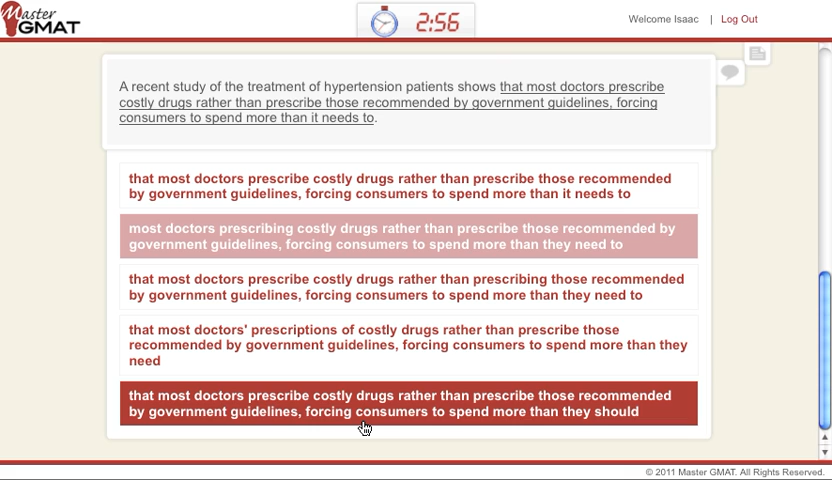 Master
GMAT
2:56
Welcome Isaac | Log Out
A recent study of the treatment of hypertension patients shows that most doctors prescribe
costly drugs rather than prescribe those recommended by government guidelines, forcing
consumers to spend more than it needs to.
that most doctors prescribe costly drugs rather than prescribe those recommended
by government guidelines, forcing consumers to spend more than it needs to
most doctors prescribing costly drugs rather than prescribe those recommended by
government guidelines, forcing consumers to spend more than they need to
that most doctors prescribe costly drugs rather than prescribing those recommended
by government guidelines, forcing consumers to spend more than they need to
that most doctors' prescriptions of costly drugs rather than prescribe those
recommended by government guidelines, forcing consumers to spend more than they
need
that most doctors prescribe costly drugs rather than prescribe those recommended
by government guidelines, forcing consumers to spend more than they should
© 2011 Master GMAT. All Rights Reserved.